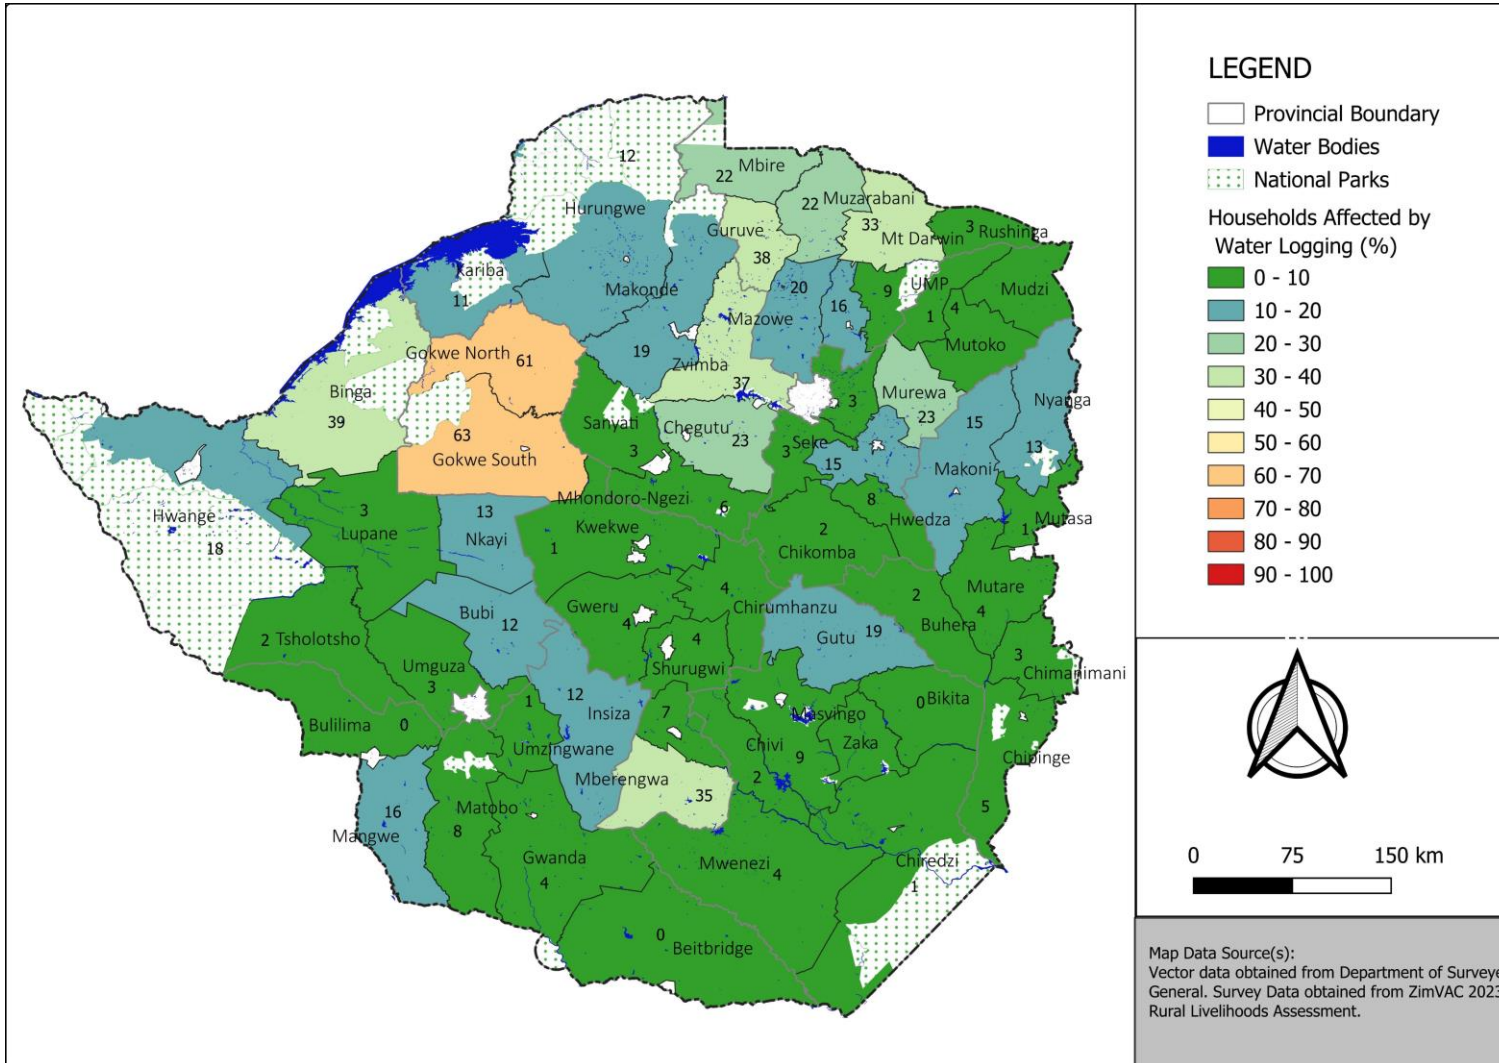 LEGEND
Provincial Boundary
Water Bodies
National Parks
Households Affected by
Water Logging (%)
0 - 10
10 - 20
20 - 30
30 - 40
40 - 50
50 - 60
60 - 70
70 - 80
80 - 90
90 - 100
0 75 150 km
Map Data Source(s):
Vector data obtained from Department of Surveye
General. Survey Data obtained from ZimVAC 2023
Rural Livelihoods Assessment.
12
Mbire
22
Muzarabani
22
Hurungwe
Guruve
33
Mt Darwin
3 Rushinga
38
Kariba
11
Makonde
20
16
9
UMP
Mudzi
1
4
Mazowe
Mutoko
Gokwe North
61
19
Zvimba
37
Binga
39
Murewa
23
Nyanga
15
13
Sanyati
3
Chegutu
23
3
Seke
3
15
Makoni
63
Gokwe South
Mhondoro-Ngezi
6
8
Hwedza
Mutasa
1
Hwange
18
3
Lupane
13
Nkayi
Kwekwe
1
2
Chikomba
Mutare
4
Bubi
12
Gweru
4
4
Chirumhanzu
2
Buhera
Gutu 19
4
Shurugwi
2 Tsholotsho
Umguza
3
3
Chimanimani
Bulilima 0
1
Umzingwane
12
Insiza
7
Masvingo
0 Bikita
Chivi
9
2
Zaka
Chipinge
5
Mberengwa
35
16
Mangwe
Matobo
8
Gwanda
4
Mwenezi 4
Chiredzi
1
0
Beitbridge